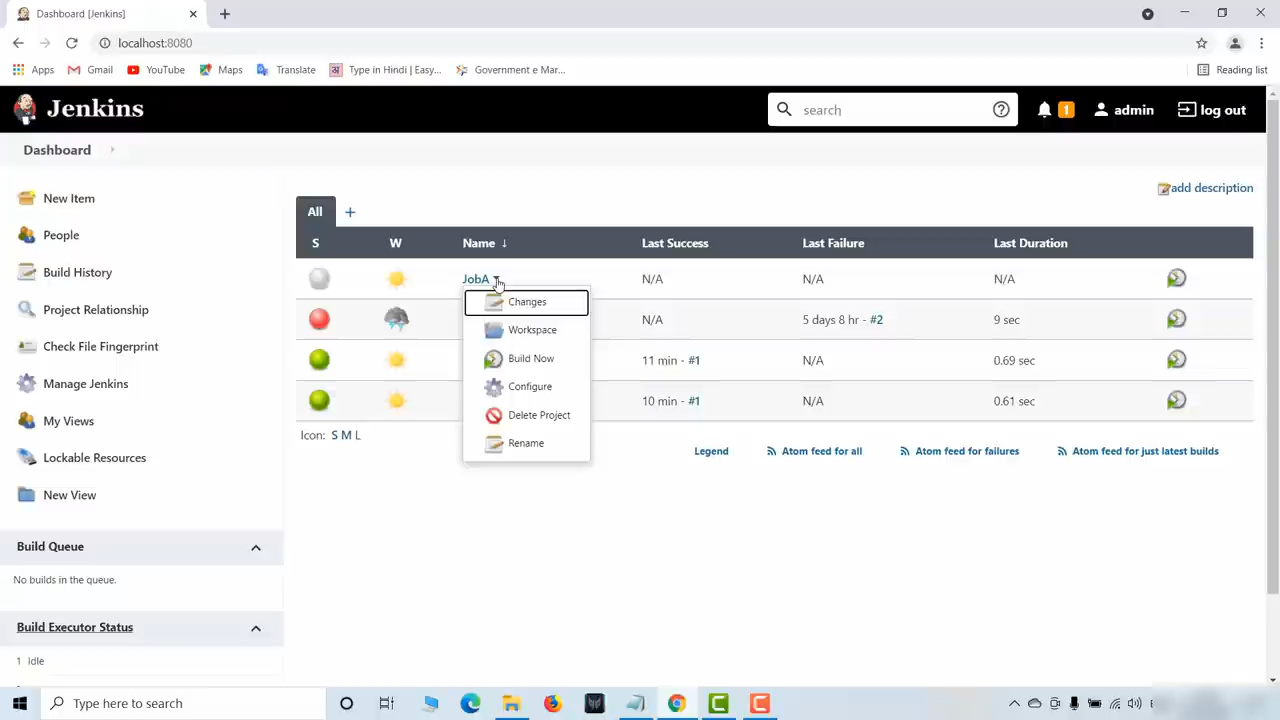 Dashboard [Jenkins]
localhost:8080
Apps Gmail YouTube Maps Translate Type in Hindi | Easy... Government e Mar... Reading list
Jenkins search 1 admin log out
Dashboard
New Item
People
Build History
Project Relationship
Check File Fingerprint
Manage Jenkins
My Views
Lockable Resources
New View
Build Queue
No builds in the queue.
Build Executor Status
1 Idle
add description
All +
S W Name ↓ Last Success Last Failure Last Duration
JobA N/A N/A N/A
N/A 5 days 8 hr - #2 9 sec
11 min - #1 N/A 0.69 sec
10 min - #1 N/A 0.61 sec
Changes
Workspace
Build Now
Configure
Delete Project
Rename
Icon: S M L
Legend Atom feed for all Atom feed for failures Atom feed for just latest builds
Type here to search